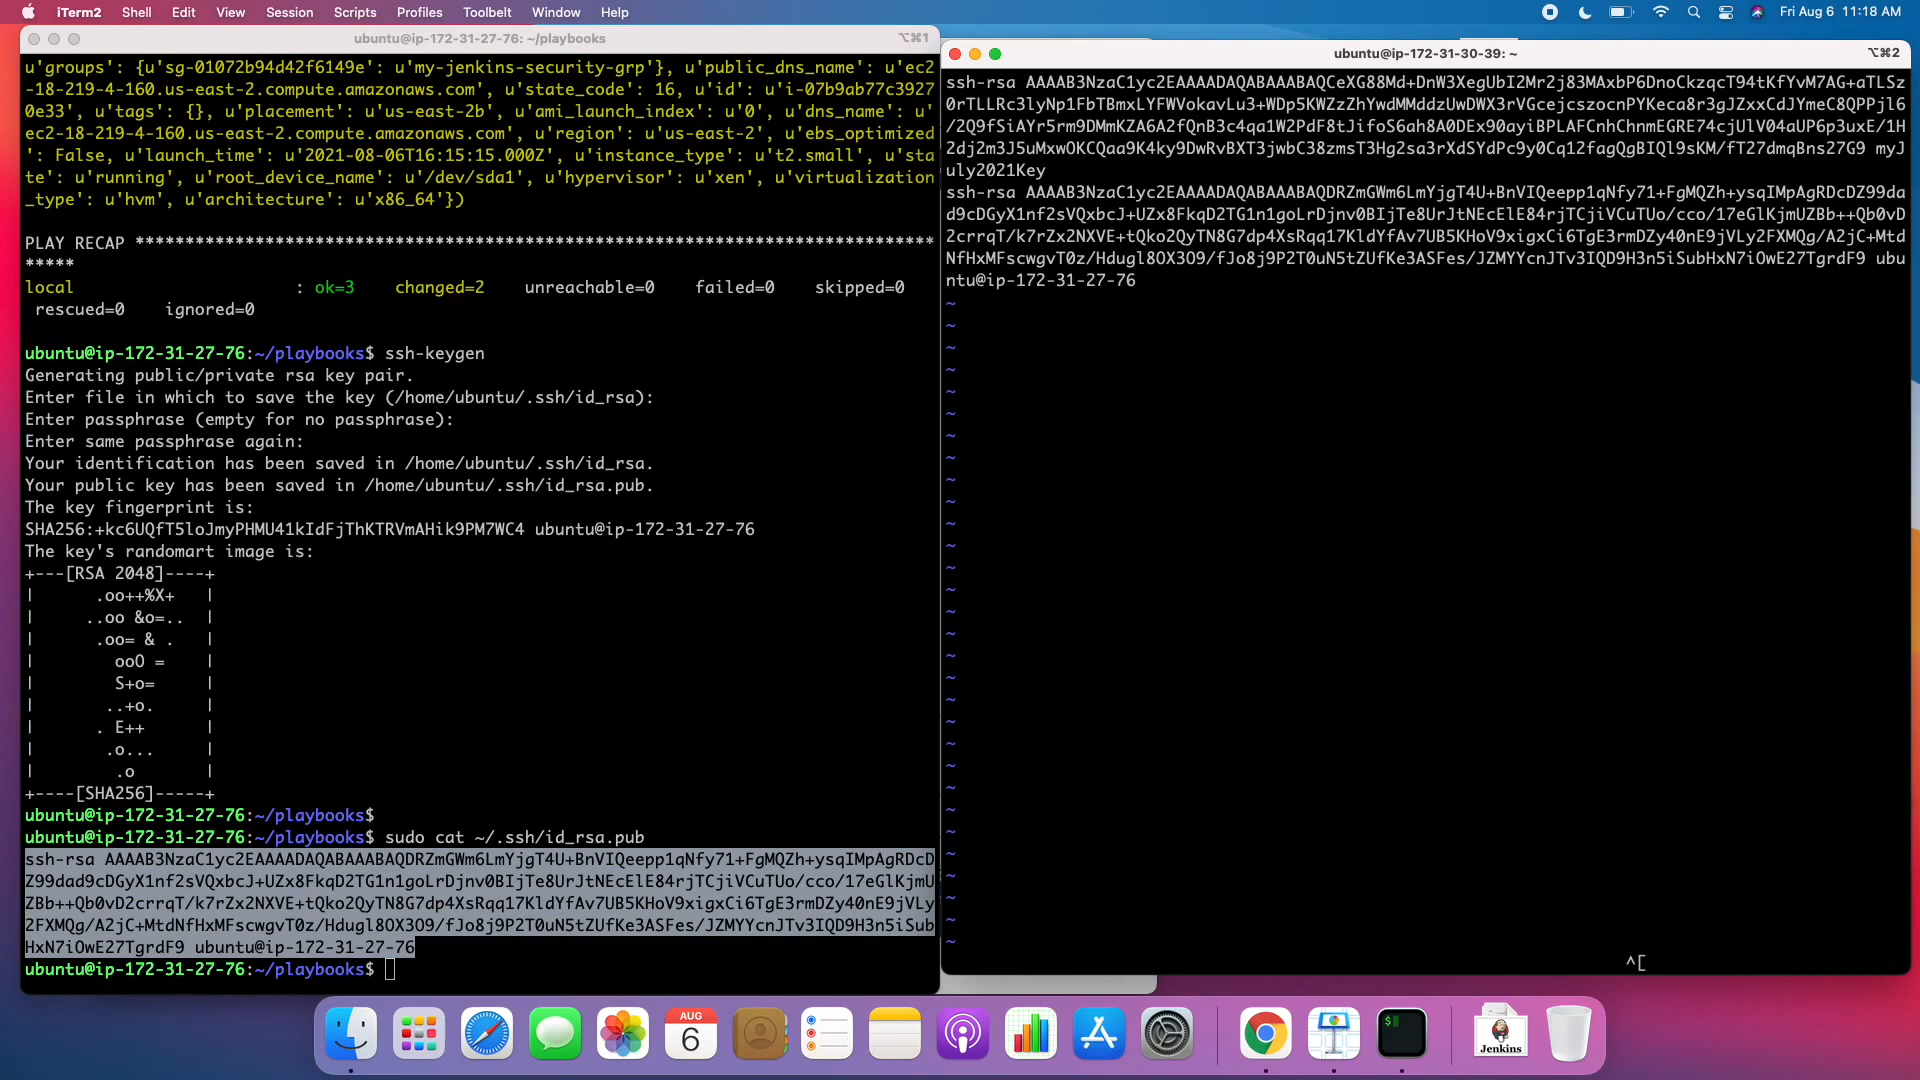 iTerm2 Shell Edit View Session Scripts Profiles Toolbelt Window Help
Fri Aug 6 11:18 AM
ubuntu@ip-172-31-27-76: ~/playbooks ⌥⌘1
u'groups': {u'sg-01072b94d42f6149e': u'my-jenkins-security-grp'}, u'public_dns_name': u'ec2
-18-219-4-160.us-east-2.compute.amazonaws.com', u'state_code': 16, u'id': u'i-07b9ab77c3927
0e33', u'tags': {}, u'placement': u'us-east-2b', u'ami_launch_index': u'0', u'dns_name': u'
ec2-18-219-4-160.us-east-2.compute.amazonaws.com', u'region': u'us-east-2', u'ebs_optimized
': False, u'launch_time': u'2021-08-06T16:15:15.000Z', u'instance_type': u't2.small', u'sta
te': u'running', u'root_device_name': u'/dev/sda1', u'hypervisor': u'xen', u'virtualization
_type': u'hvm', u'architecture': u'x86_64'})
PLAY RECAP ********************************************************************************
*****
local : ok=3 changed=2 unreachable=0 failed=0 skipped=0
rescued=0 ignored=0
ubuntu@ip-172-31-27-76:~/playbooks$ ssh-keygen
Generating public/private rsa key pair.
Enter file in which to save the key (/home/ubuntu/.ssh/id_rsa):
Enter passphrase (empty for no passphrase):
Enter same passphrase again:
Your identification has been saved in /home/ubuntu/.ssh/id_rsa.
Your public key has been saved in /home/ubuntu/.ssh/id_rsa.pub.
The key fingerprint is:
SHA256:+kc6UQfT5loJmyPHMU41kIdFjThKTRVmAHik9PM7WC4 ubuntu@ip-172-31-27-76
The key's randomart image is:
+---[RSA 2048]----+
| .oo++%X+ |
| ..oo &o=.. |
| .oo= & . |
| ooO = |
| S+o= |
| ..+o. |
| . E++ |
| .o... |
| .o |
+----[SHA256]-----+
ubuntu@ip-172-31-27-76:~/playbooks$
ubuntu@ip-172-31-27-76:~/playbooks$ sudo cat ~/.ssh/id_rsa.pub
ssh-rsa AAAAB3NzaC1yc2EAAAADAQABAAABAQDRZmGWm6LmYjgT4U+BnVIQeepp1qNfy71+FgMQZh+ysqIMpAgRDcD
Z99dad9cDGyX1nf2sVQxbcJ+UZx8FkqD2TG1n1goLrDjnv0BIjTe8UrJtNEcElE84rjTCjiVCuTUo/cco/17eGlKjmU
ZBb++Qb0vD2crrqT/k7rZx2NXVE+tQko2QyTN8G7dp4XsRqq17KldYfAv7UB5KHoV9xigxCi6TgE3rmDZy40nE9jVLy
2FXMQg/A2jC+MtdNfHxMFscwgvT0z/Hdugl8OX3O9/fJo8j9P2T0uN5tZUfKe3ASFes/JZMYYcnJTv3IQD9H3n5iSub
HxN7iOwE27TgrdF9 ubuntu@ip-172-31-27-76
ubuntu@ip-172-31-27-76:~/playbooks$
ubuntu@ip-172-31-30-39: ~ ⌥⌘2
ssh-rsa AAAAB3NzaC1yc2EAAAADAQABAAABAQCeXG88Md+DnW3XegUbI2Mr2j83MAxbP6DnoCkzqcT94tKfYvM7AG+aTLSz
0rTLLRc3lyNp1FbTBmxLYFWVokavLu3+WDp5KWZzZhYwdMMddzUwDWX3rVGcejcszocnPYKeca8r3gJZxxCdJYmeC8QPPjl6
/2Q9fSiAYr5rm9DMmKZA6A2fQnB3c4qa1W2PdF8tJifoS6ah8A0DEx90ayiBPLAFCnhChnmEGRE74cjUlV04aUP6p3uxE/1H
2dj2m3J5uMxwOKCQaa9K4ky9DwRvBXT3jwbC38zmsT3Hg2sa3rXdSYdPc9y0Cq12fagQgBIQl9sKM/fT27dmqBns27G9 myJ
uly2021Key
ssh-rsa AAAAB3NzaC1yc2EAAAADAQABAAABAQDRZmGWm6LmYjgT4U+BnVIQeepp1qNfy71+FgMQZh+ysqIMpAgRDcDZ99da
d9cDGyX1nf2sVQxbcJ+UZx8FkqD2TG1n1goLrDjnv0BIjTe8UrJtNEcElE84rjTCjiVCuTUo/cco/17eGlKjmUZBb++Qb0vD
2crrqT/k7rZx2NXVE+tQko2QyTN8G7dp4XsRqq17KldYfAv7UB5KHoV9xigxCi6TgE3rmDZy40nE9jVLy2FXMQg/A2jC+Mtd
NfHxMFscwgvT0z/Hdugl8OX3O9/fJo8j9P2T0uN5tZUfKe3ASFes/JZMYYcnJTv3IQD9H3n5iSubHxN7iOwE27TgrdF9 ubu
ntu@ip-172-31-27-76
^[
AUG
6
Jenkins